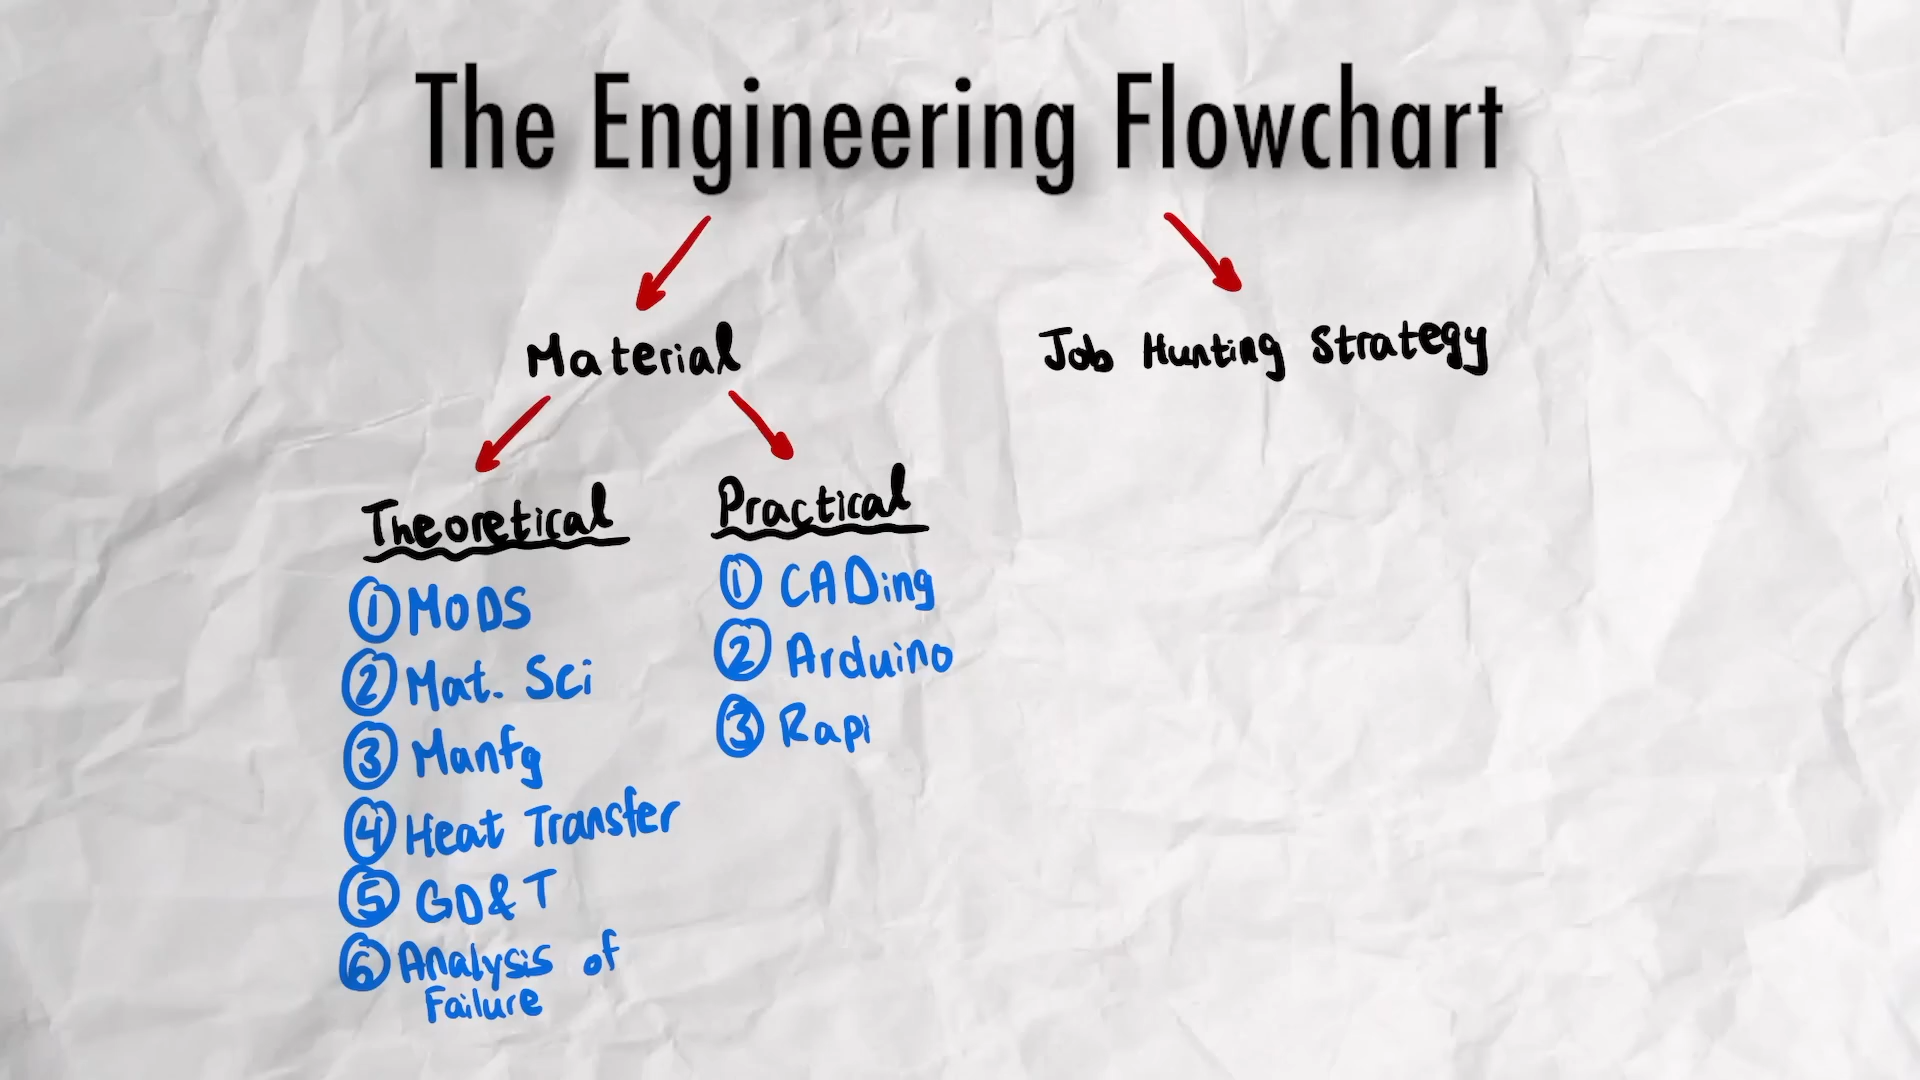 The Engineering Flowchart
Material
Job Hunting Strategy
Theoretical
① MoDS
② Mat. Sci
③ Manfg
④ Heat Transfer
⑤ GD&T
⑥ Analysis of
Failure
Practical
① CADing
② Arduino
③ Rapi